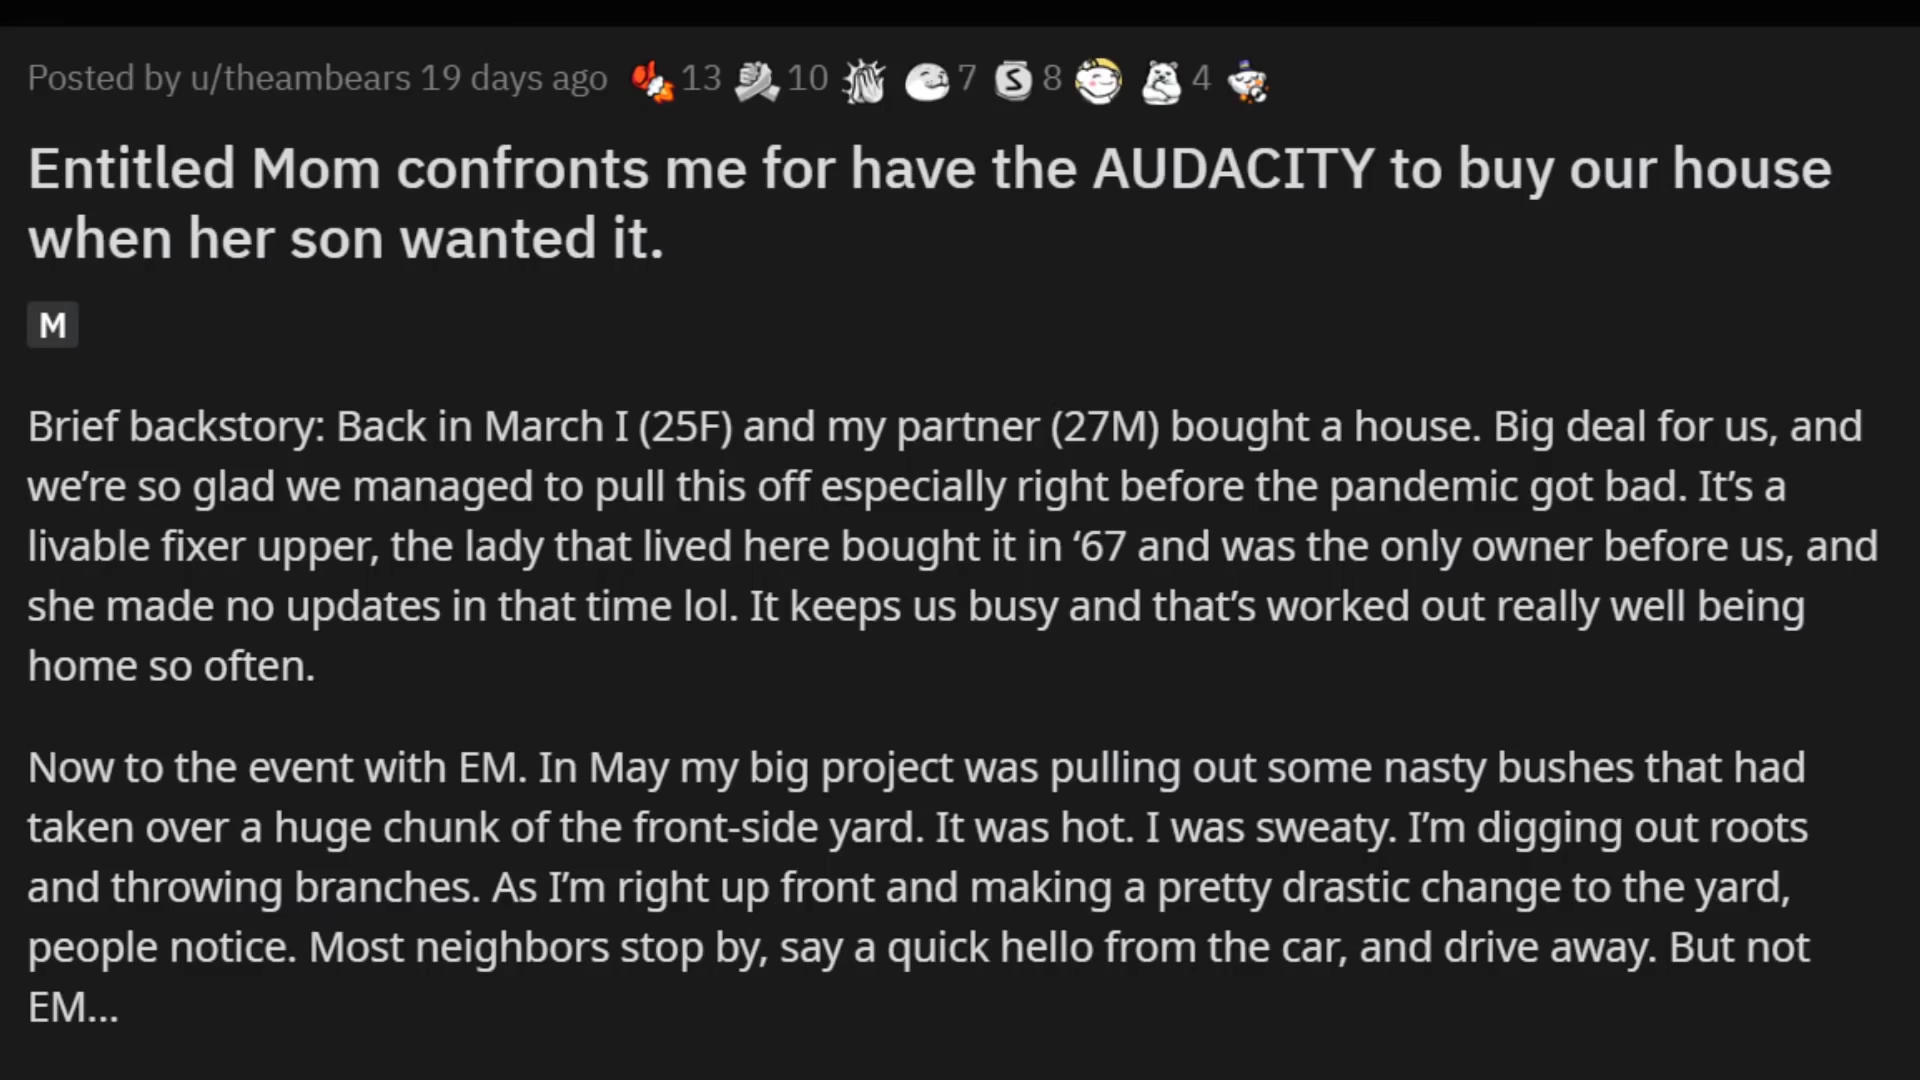 Posted by u/theambears 19 days ago 13 10 7 S 8 4
Entitled Mom confronts me for have the AUDACITY to buy our house
when her son wanted it.
M
Brief backstory: Back in March I (25F) and my partner (27M) bought a house. Big deal for us, and
we’re so glad we managed to pull this off especially right before the pandemic got bad. It’s a
livable fixer upper, the lady that lived here bought it in ‘67 and was the only owner before us, and
she made no updates in that time lol. It keeps us busy and that’s worked out really well being
home so often.
Now to the event with EM. In May my big project was pulling out some nasty bushes that had
taken over a huge chunk of the front-side yard. It was hot. I was sweaty. I’m digging out roots
and throwing branches. As I’m right up front and making a pretty drastic change to the yard,
people notice. Most neighbors stop by, say a quick hello from the car, and drive away. But not
EM...